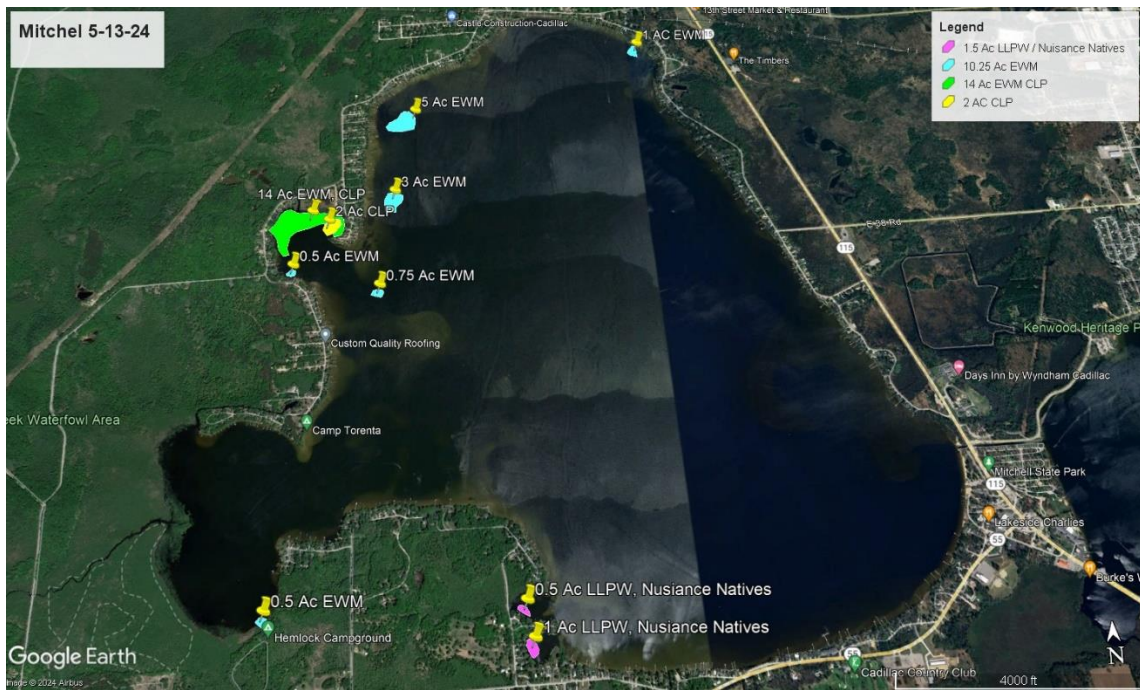 Mitchel 5-13-24
Castle Construction-Cadillac
13th Street Market & Restaurant
Legend
1.5 Ac LLPW / Nuisance Natives
10.25 Ac EWM
14 Ac EWM CLP
2 AC CLP
1 AC EWM
115
The Timbers
5 Ac EWM
3 Ac EWM
14 Ac EWM, CLP
2 Ac CLP
E 38 Rd
115
0.5 Ac EWM
0.75 Ac EWM
Kenwood Heritage P
Custom Quality Roofing
Days Inn by Wyndham Cadillac
eek Waterfowl Area
Camp Torenta
Mitchell State Park
115
Lakeside Charlies
55
Burke's W
0.5 Ac LLPW, Nusiance Natives
0.5 Ac EWM
1 Ac LLPW, Nusiance Natives
Hemlock Campground
N
Google Earth
55
Cadillac Country Club
4000 ft
Image © 2024 Airbus